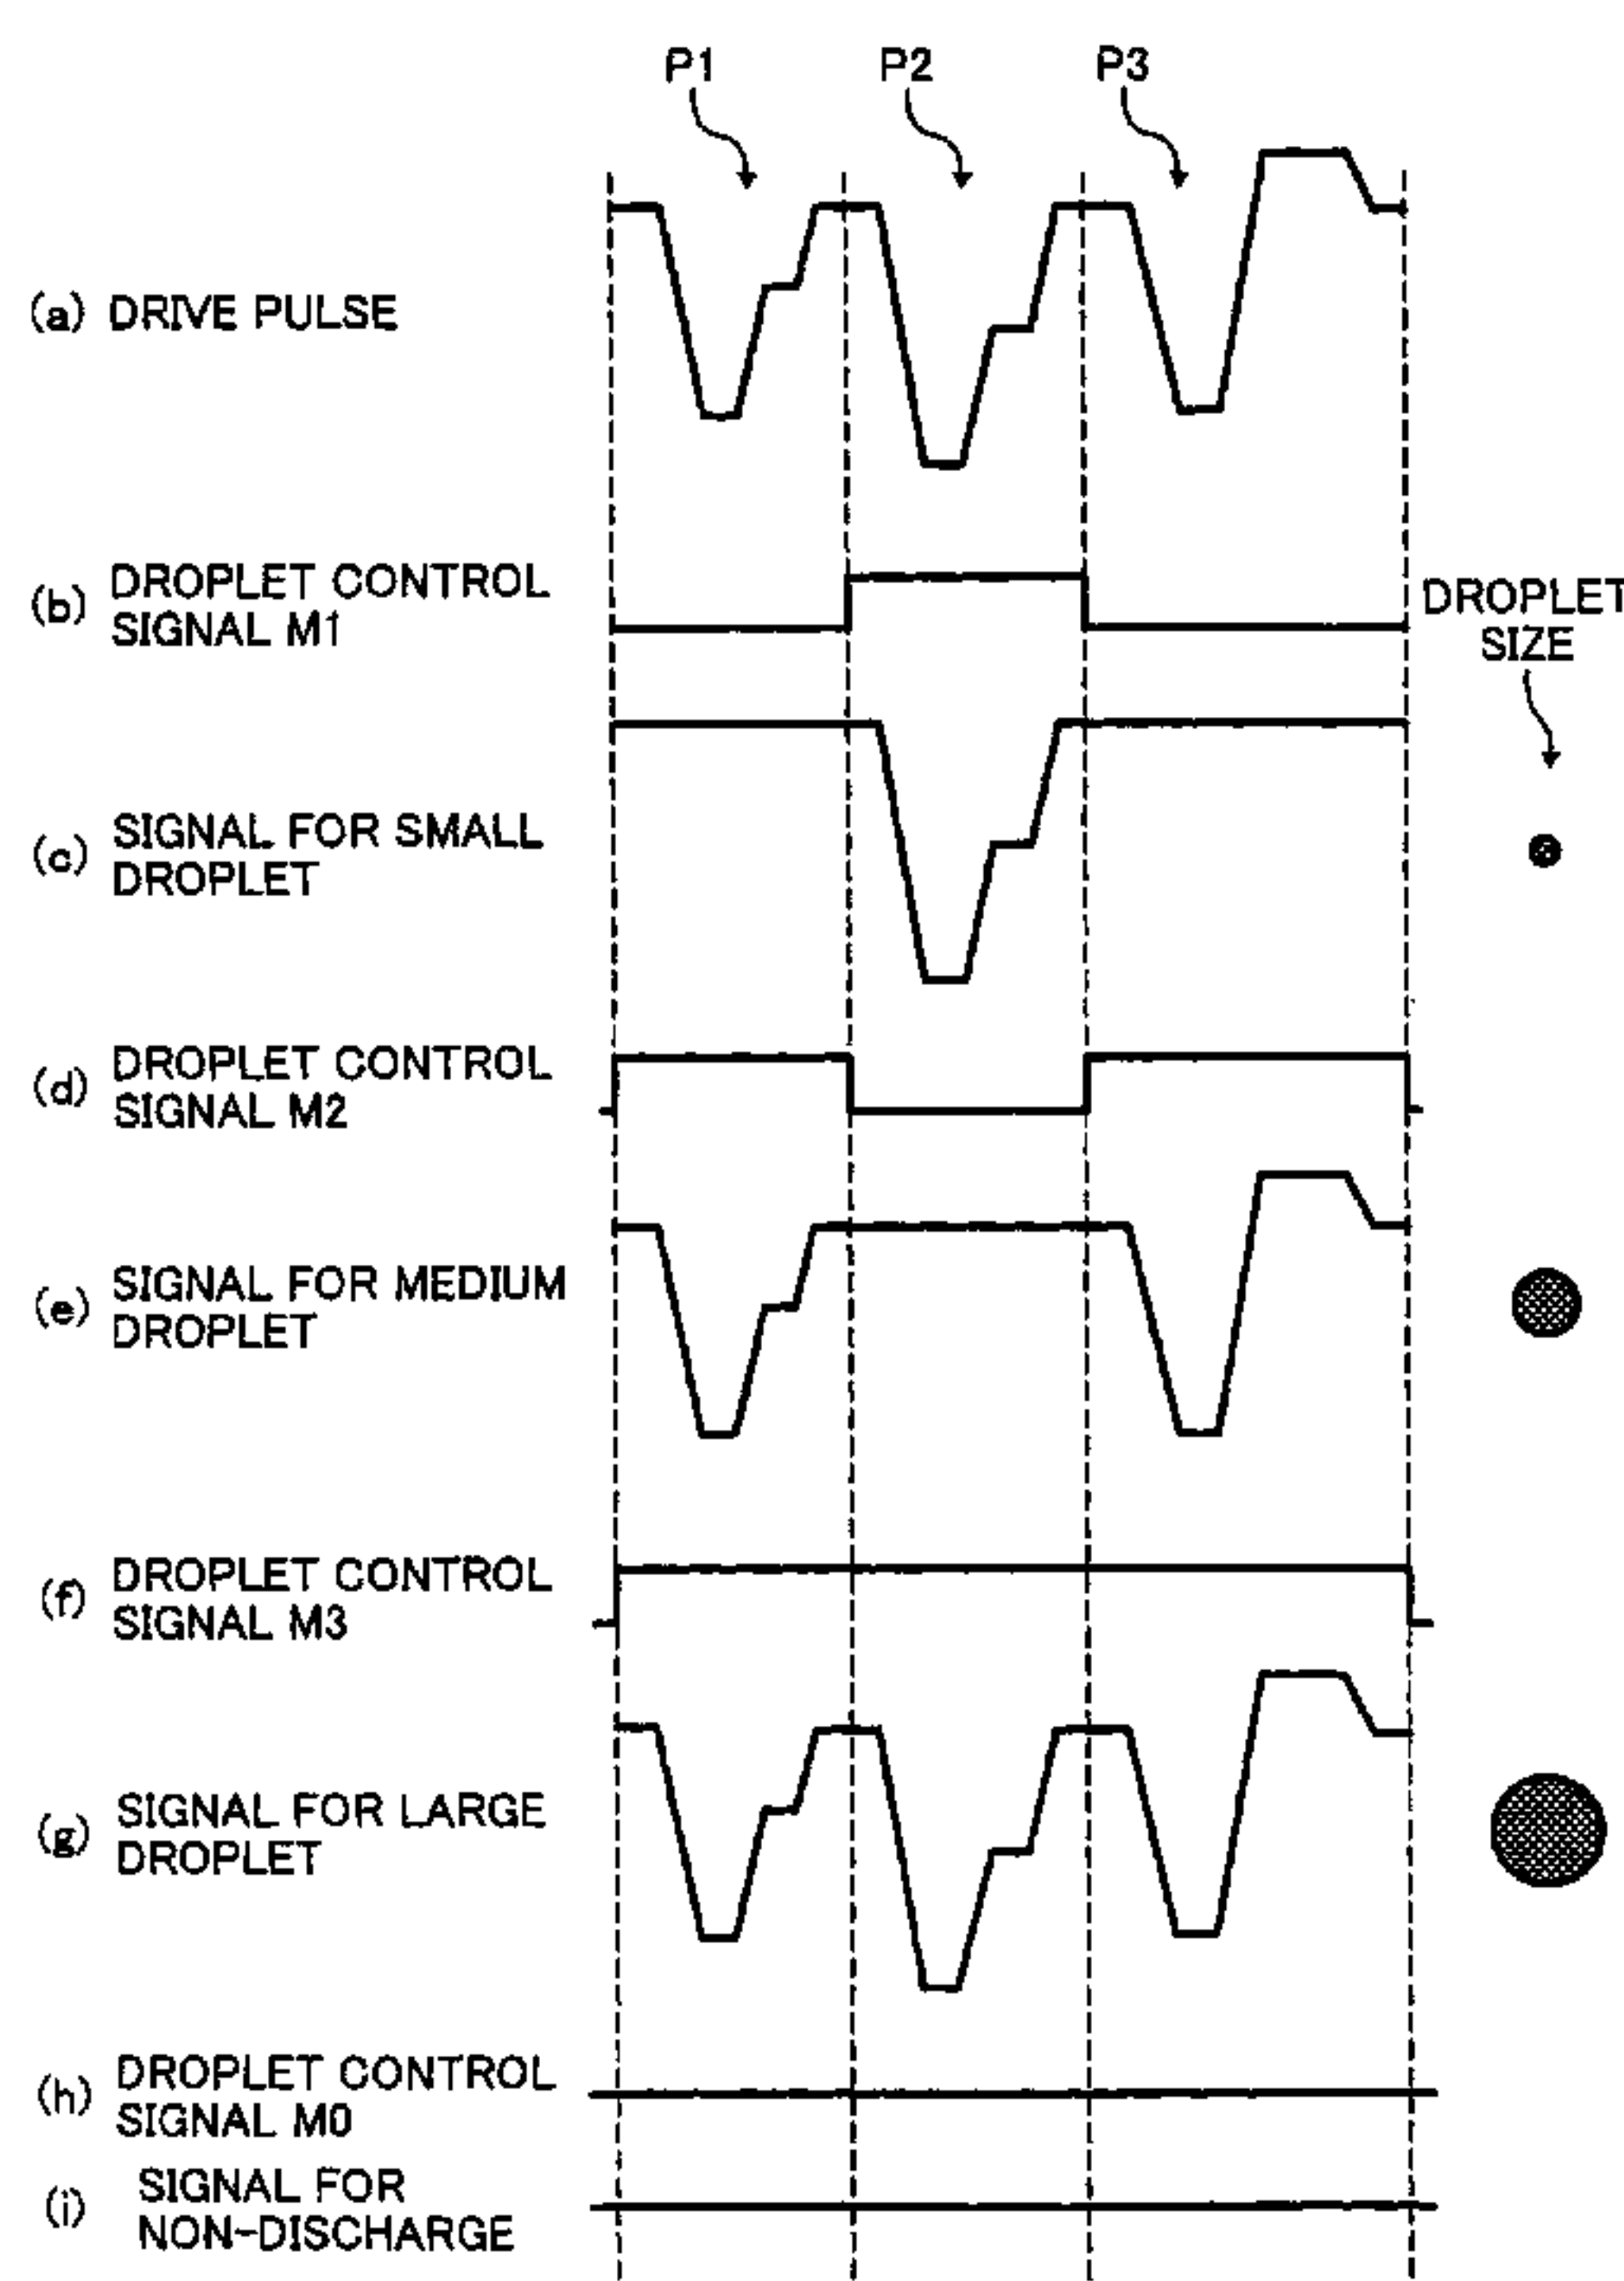 P1 P2 P3
(a) DRIVE PULSE
(b) DROPLET CONTROL
SIGNAL M1
DROPLET
SIZE
(c) SIGNAL FOR SMALL
DROPLET
(d) DROPLET CONTROL
SIGNAL M2
(e) SIGNAL FOR MEDIUM
DROPLET
(f) DROPLET CONTROL
SIGNAL M3
(g) SIGNAL FOR LARGE
DROPLET
(h) DROPLET CONTROL
SIGNAL M0
(i) SIGNAL FOR
NON-DISCHARGE